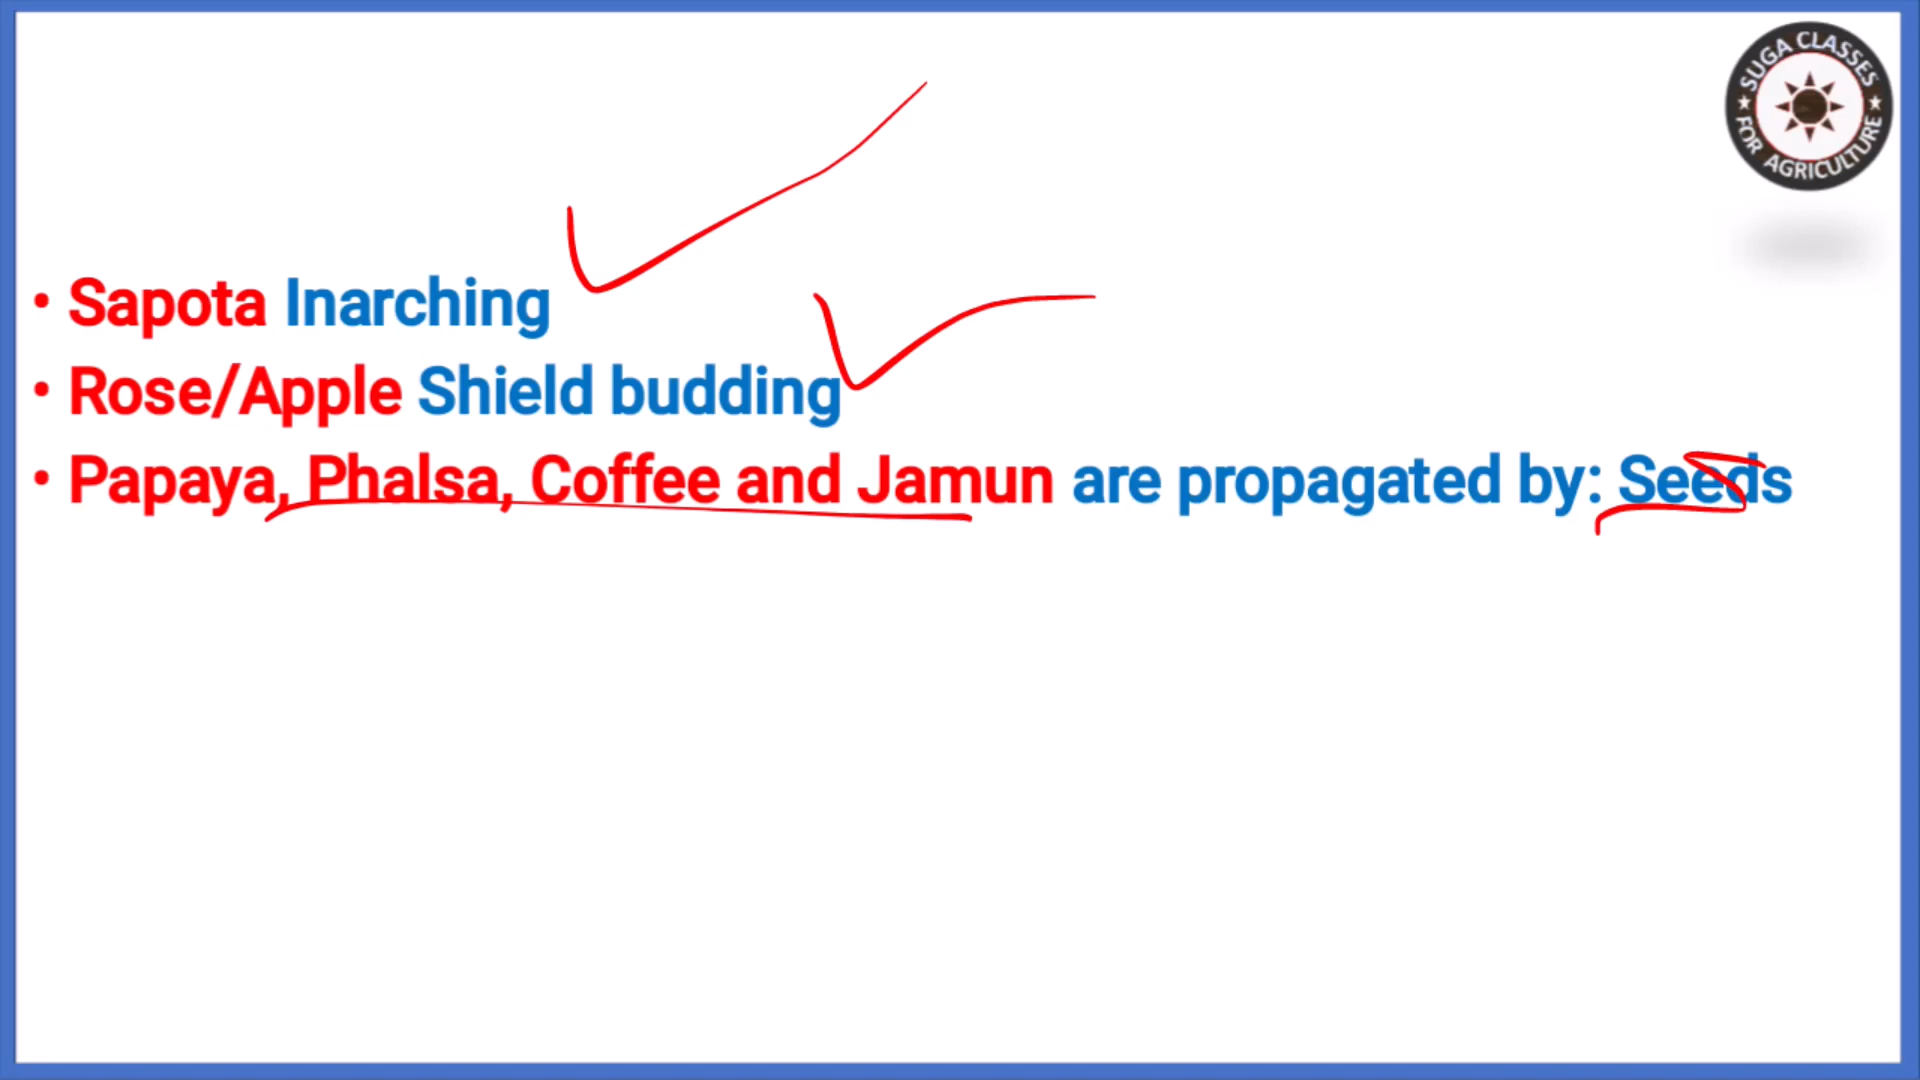 SUGA CLASSES
FOR AGRICULTURE
• Sapota Inarching
• Rose/Apple Shield budding
• Papaya, Phalsa, Coffee and Jamun are propagated by: Seeds